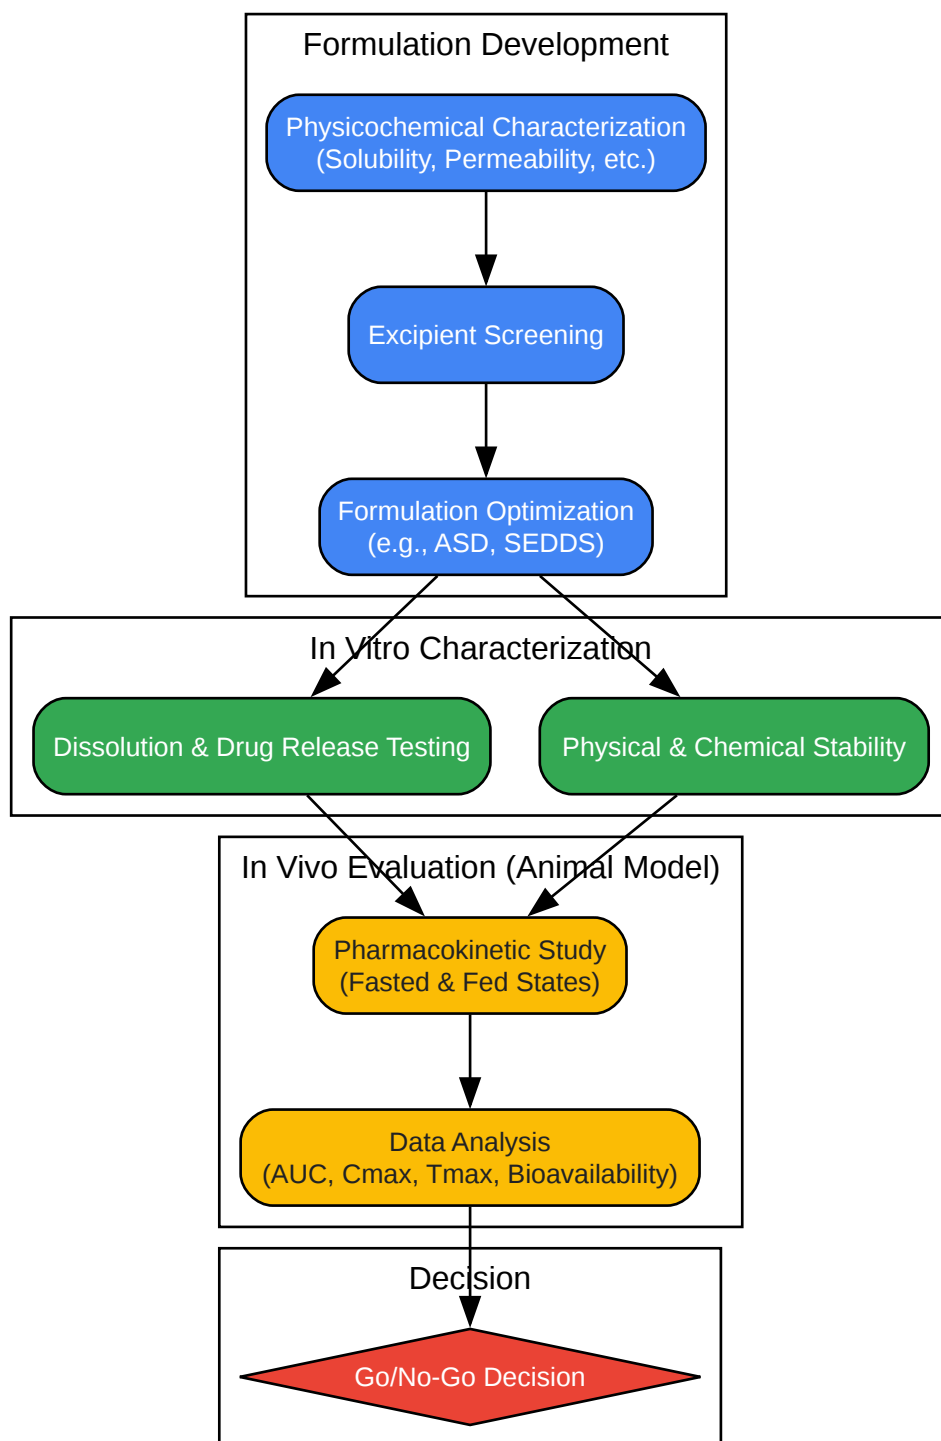 Formulation Development
Physicochemical Characterization
(Solubility, Permeability, etc.)
Excipient Screening
Formulation Optimization
(e.g., ASD, SEDDS)
In Vitro Characterization
Dissolution & Drug Release Testing
Physical & Chemical Stability
In Vivo Evaluation (Animal Model)
Pharmacokinetic Study
(Fasted & Fed States)
Data Analysis
(AUC, Cmax, Tmax, Bioavailability)
Decision
Go/No-Go Decision